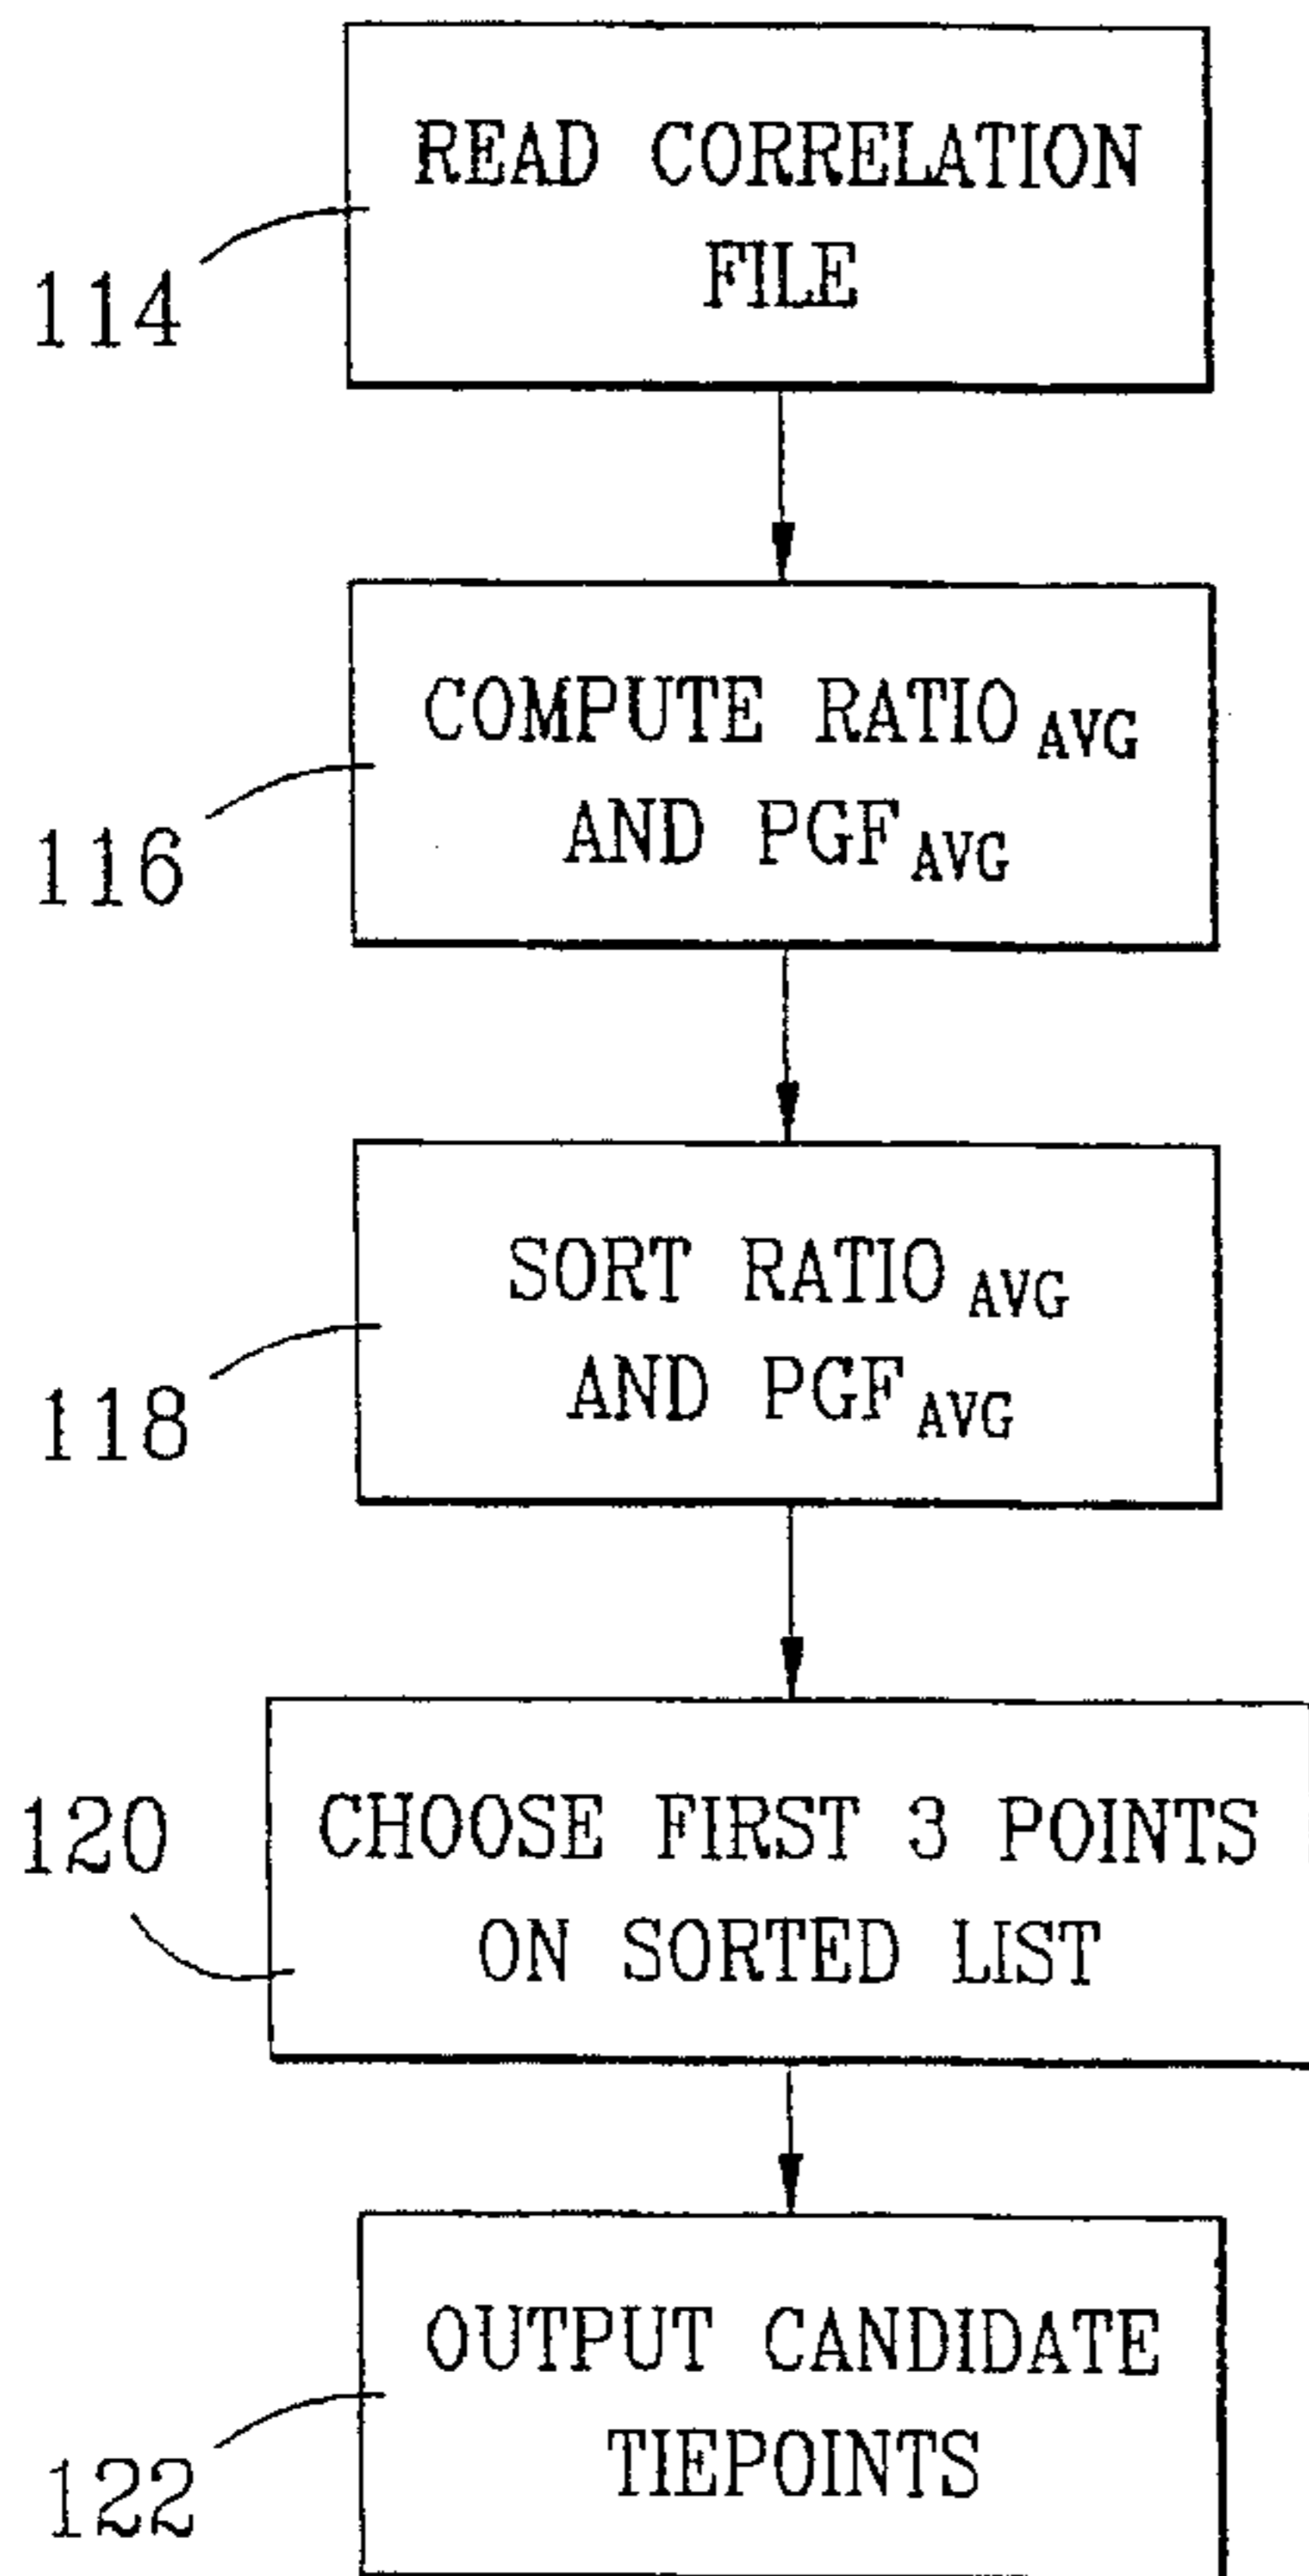 READ CORRELATION
FILE
114
COMPUTE RATIO AVG
AND PGF AVG
116
SORT RATIO AVG
AND PGF AVG
118
CHOOSE FIRST 3 POINTS
ON SORTED LIST
120
OUTPUT CANDIDATE
TIEPOINTS
122